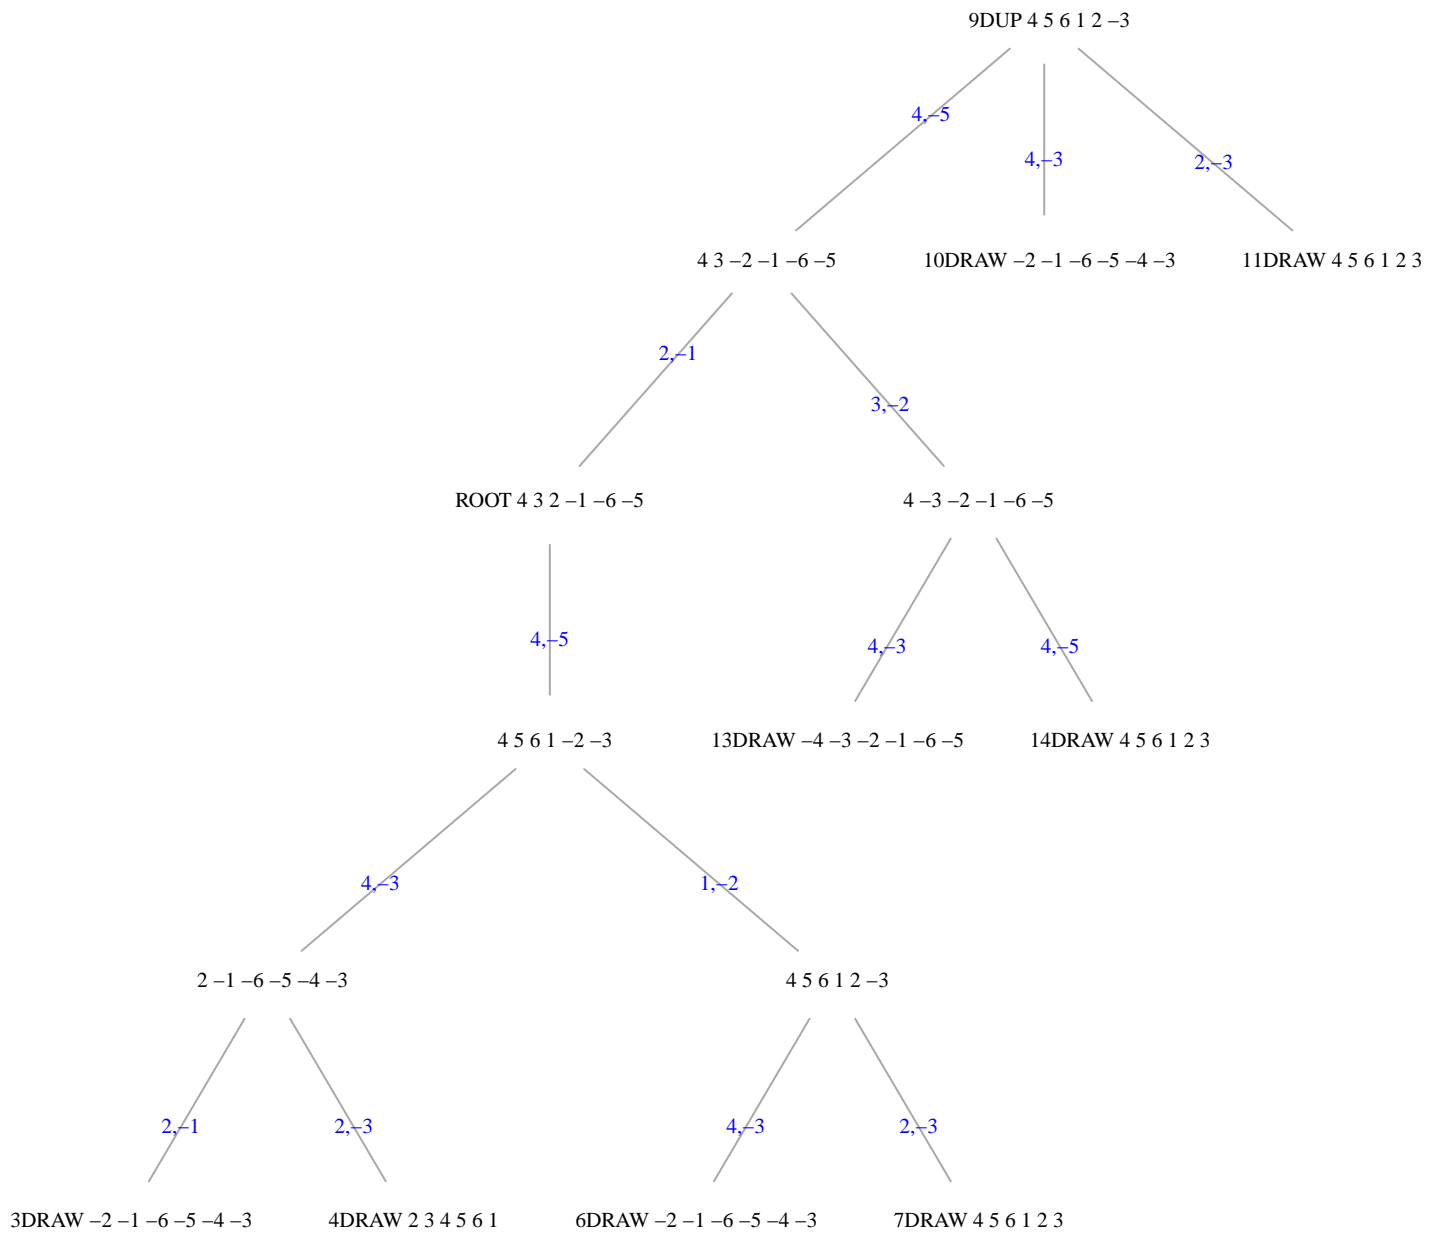 9DUP 4 5 6 1 2 –3
4,–5
4,–3
2,–3
4 3 –2 –1 –6 –5
10DRAW –2 –1 –6 –5 –4 –3
11DRAW 4 5 6 1 2 3
2,–1
3,–2
ROOT 4 3 2 –1 –6 –5
4 –3 –2 –1 –6 –5
4,–5
4,–3
4,–5
4 5 6 1 –2 –3
13DRAW –4 –3 –2 –1 –6 –5
14DRAW 4 5 6 1 2 3
4,–3
1,–2
2 –1 –6 –5 –4 –3
4 5 6 1 2 –3
2,–1
2,–3
4,–3
2,–3
3DRAW –2 –1 –6 –5 –4 –3
4DRAW 2 3 4 5 6 1
6DRAW –2 –1 –6 –5 –4 –3
7DRAW 4 5 6 1 2 3